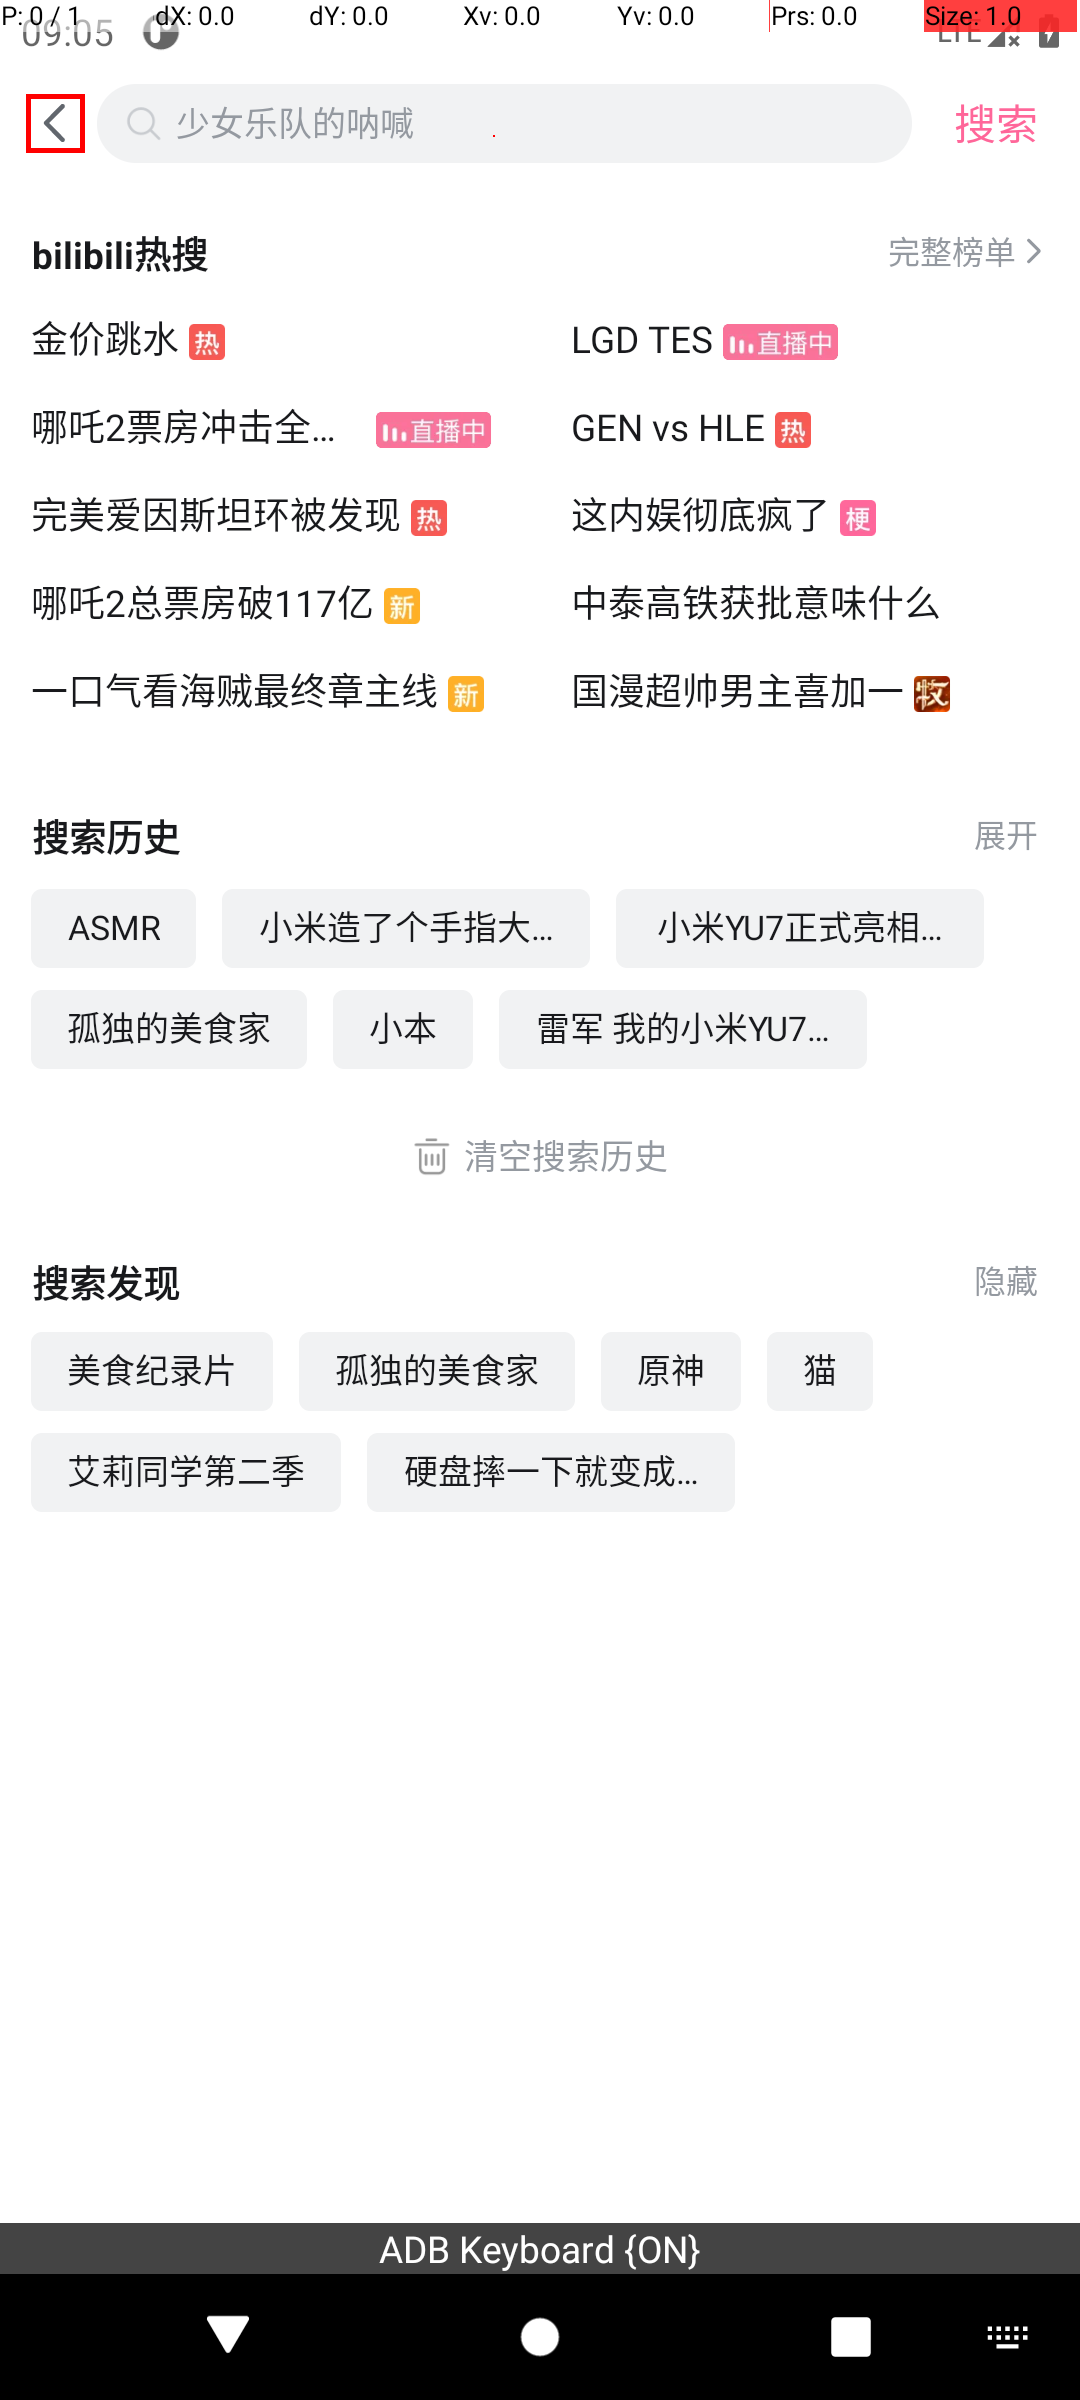 P: 0 / 1 dX: 0.0 dY: 0.0 Xv: 0.0 Yv: 0.0 Prs: 0.0 Size: 1.0
09:05 LTE
少女乐队的呐喊 搜索
bilibili热搜 完整榜单
金价跳水 热 LGD TES 直播中
哪吒2票房冲击全... 直播中 GEN vs HLE 热
完美爱因斯坦环被发现 热 这内娱彻底疯了 梗
哪吒2总票房破117亿 新 中泰高铁获批意味什么
一口气看海贼最终章主线 新 国漫超帅男主喜加一 牧
搜索历史 展开
ASMR 小米造了个手指大... 小米YU7正式亮相...
孤独的美食家 小本 雷军 我的小米YU7...
清空搜索历史
搜索发现 隐藏
美食纪录片 孤独的美食家 原神 猫
艾莉同学第二季 硬盘摔一下就变成...
ADB Keyboard {ON}